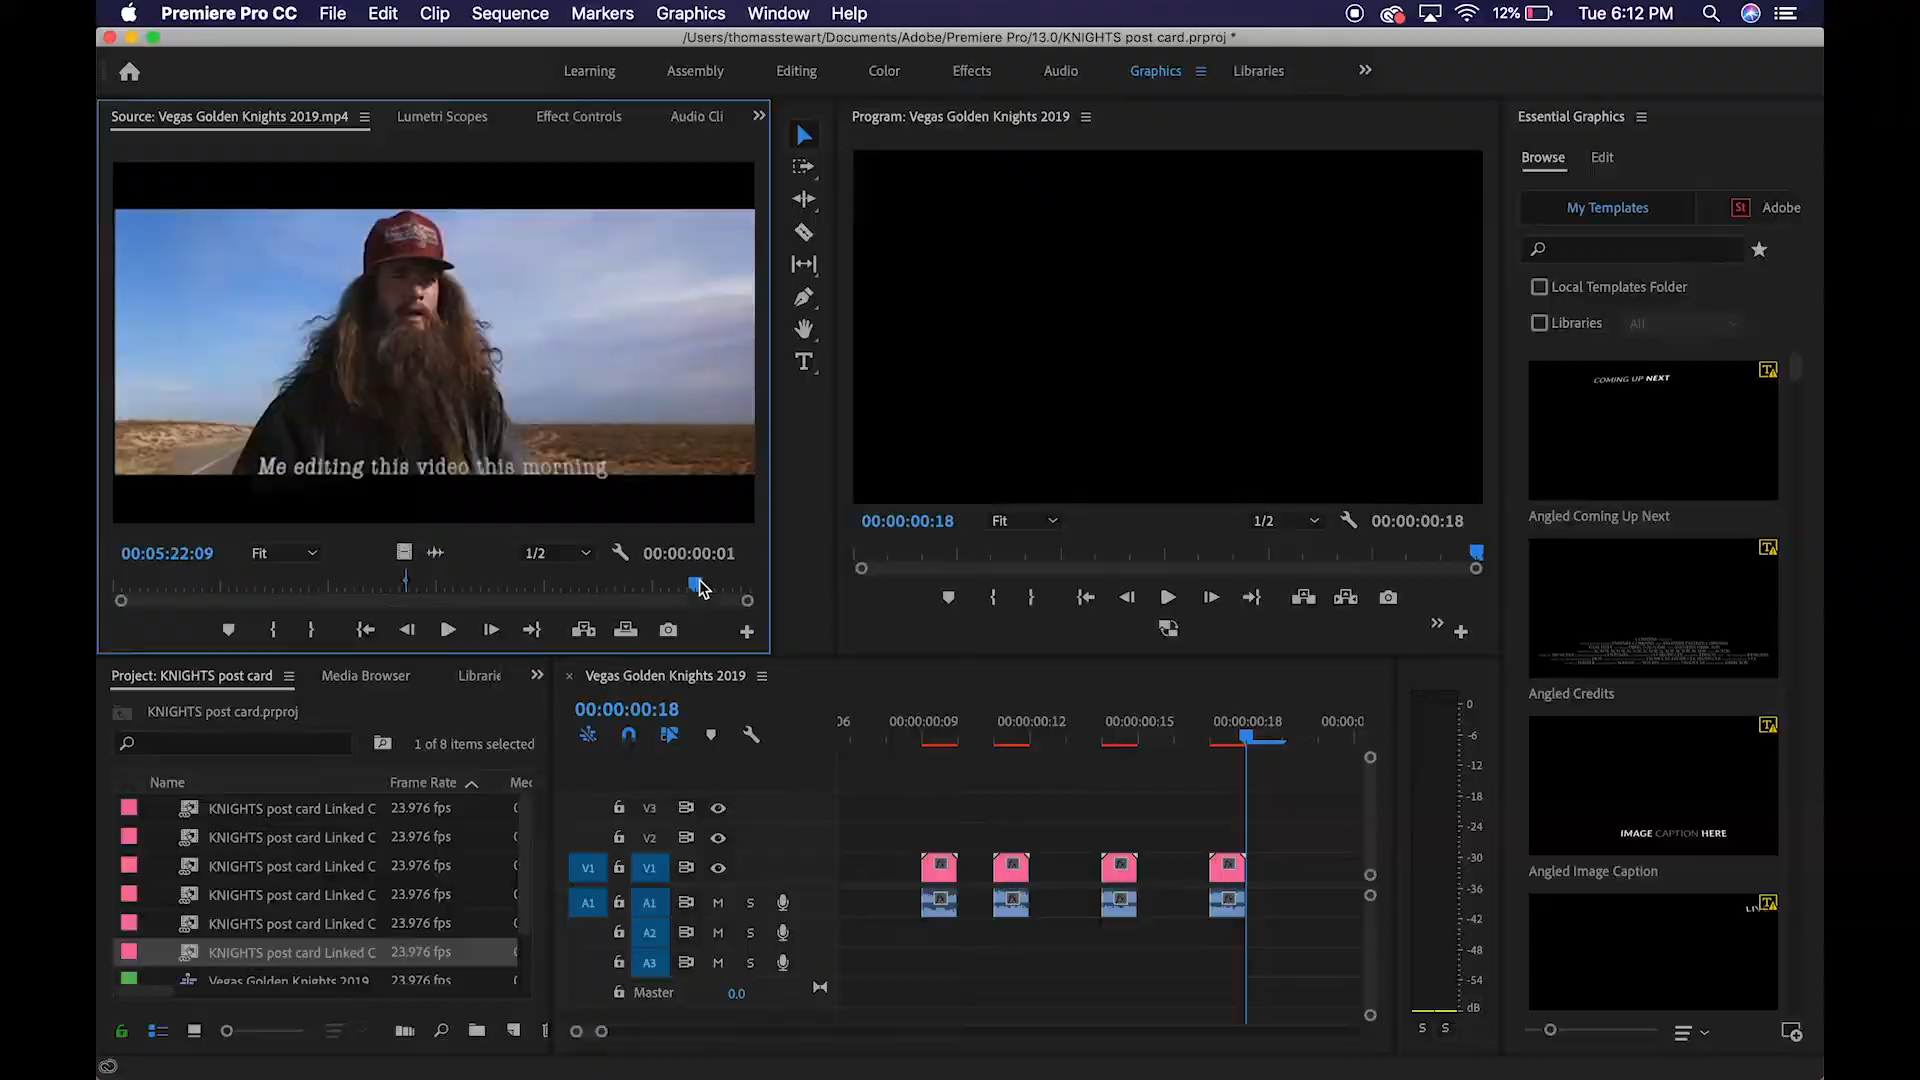 Premiere Pro CC File Edit Clip Sequence Markers Graphics Window Help 12% Tue 6:12 PM
/Users/thomasstewart/Documents/Adobe/Premiere Pro/13.0/KNIGHTS post card.prproj *
Learning Assembly Editing Color Effects Audio Graphics Libraries
Source: Vegas Golden Knights 2019.mp4 Lumetri Scopes Effect Controls Audio Cli
Program: Vegas Golden Knights 2019
Essential Graphics
Browse Edit
My Templates St Adobe
Local Templates Folder
Libraries All
Me editing this video this morning
COMING UP NEXT
Angled Coming Up Next
00:05:22:09 Fit 1/2 00:00:00:01
00:00:00:18 Fit 1/2 00:00:00:18
Angled Credits
IMAGE CAPTION HERE
Angled Image Caption
LIV
Project: KNIGHTS post card Media Browser Librarie
KNIGHTS post card.prproj
1 of 8 items selected
Name Frame Rate Me
KNIGHTS post card Linked C 23.976 fps
KNIGHTS post card Linked C 23.976 fps
KNIGHTS post card Linked C 23.976 fps
KNIGHTS post card Linked C 23.976 fps
KNIGHTS post card Linked C 23.976 fps
KNIGHTS post card Linked C 23.976 fps
Vegas Golden Knights 2019 23.976 fps
× Vegas Golden Knights 2019
00:00:00:18
06 00:00:00:09 00:00:00:12 00:00:00:15 00:00:00:18 00:00:0
V3
V2
V1 V1
A1 A1 M S
A2 M S
A3 M S
Master 0.0
0
-6
-12
-18
-24
-30
-36
-42
-48
-54
dB
S S